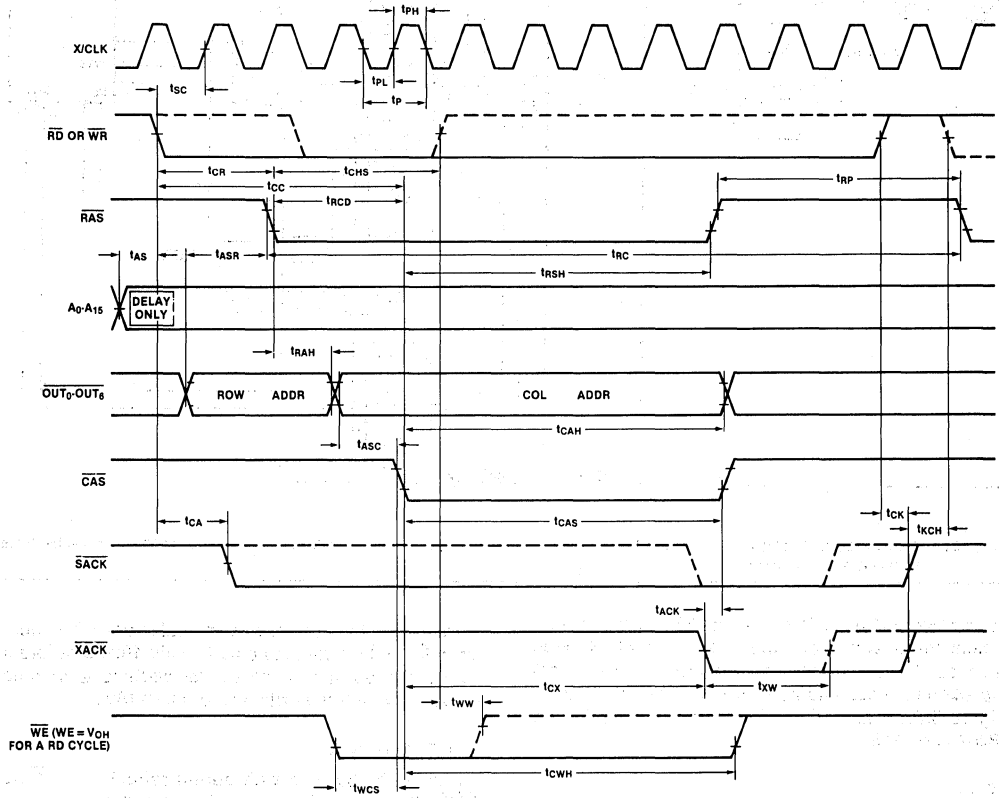 tPH
X/CLK
tSC
tPL
tP
RD OR WR
tCR
tCHS
tCC
tRP
tRCD
RAS
tAS
tASR
tRC
tRSH
A0-A15
DELAY
ONLY
tRAH
OUT0-OUT6
ROW ADDR
COL ADDR
tCAH
tASC
CAS
tCA
tCAS
tCK
tKCH
SACK
tACK
XACK
tCX
tXW
tWW
WE (WE = VOH
FOR A RD CYCLE)
tCWH
tWCS